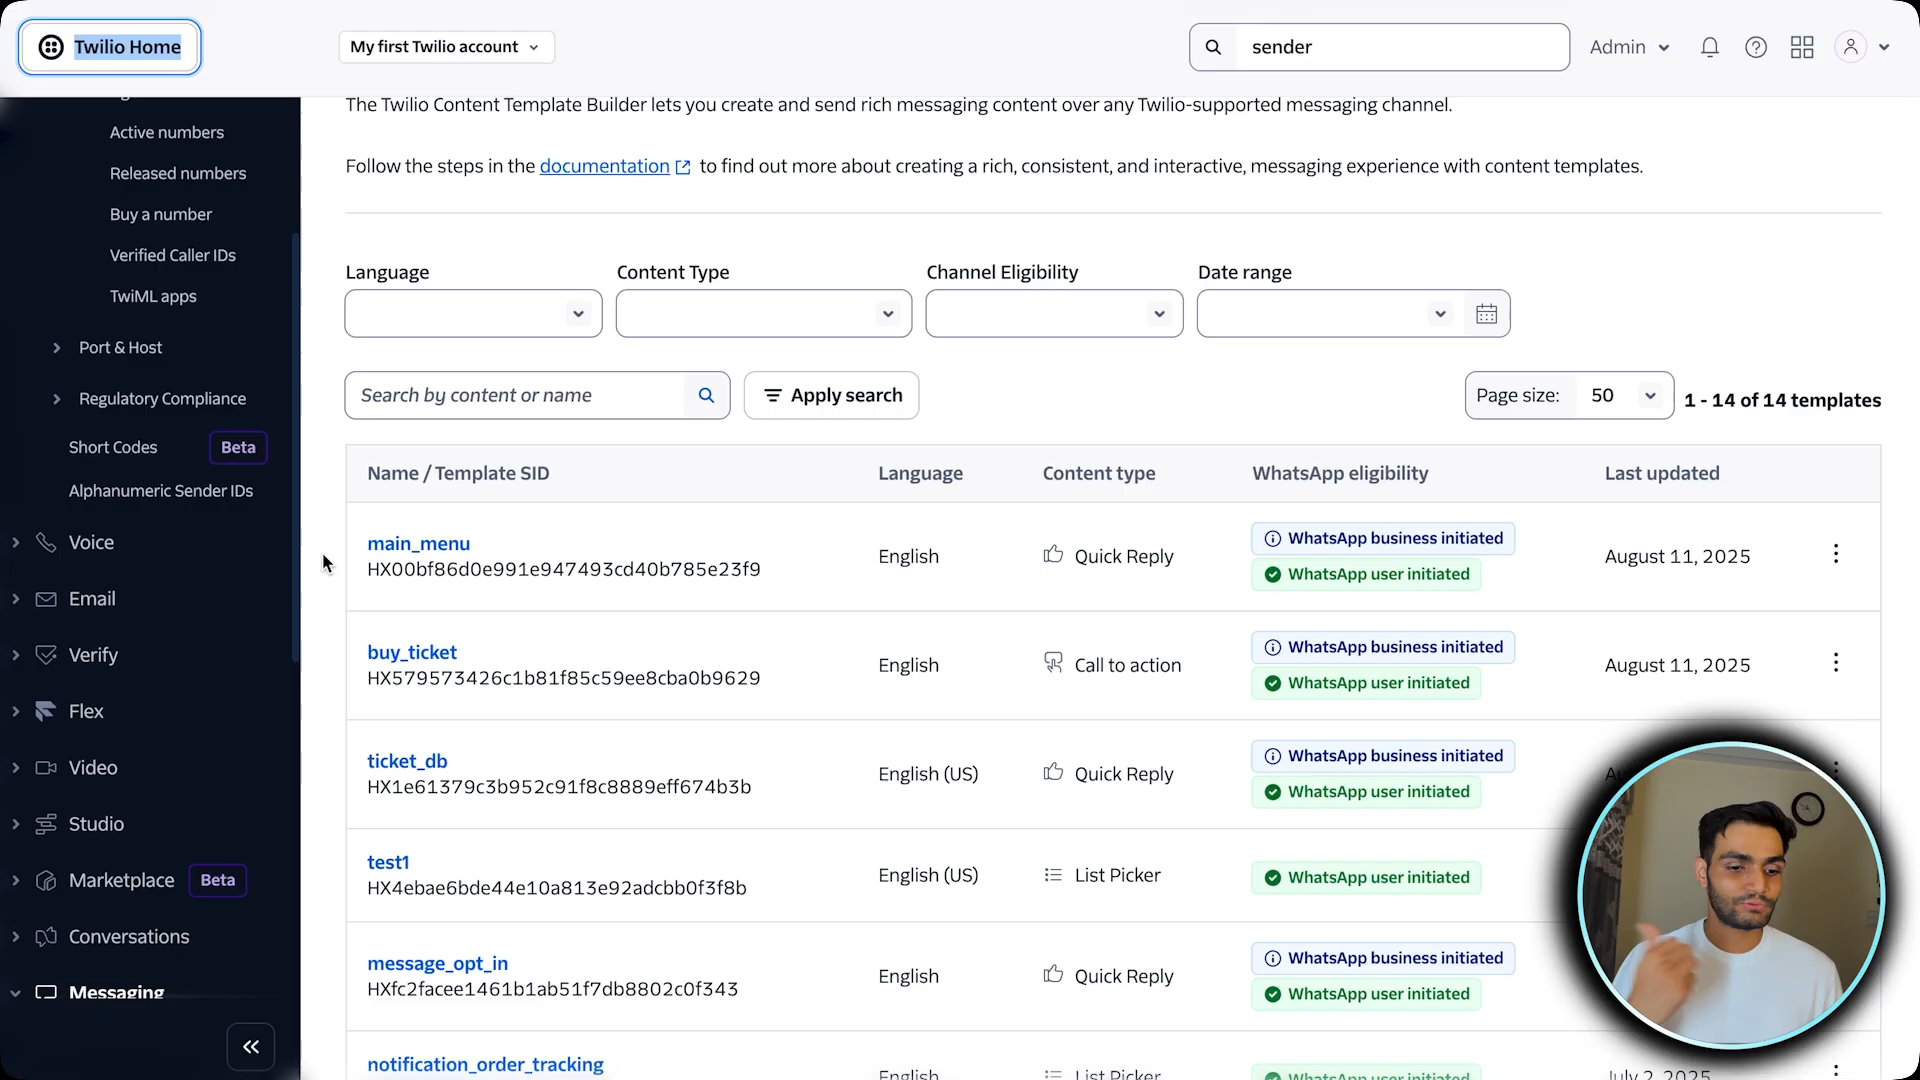 Twilio Home
My first Twilio account
sender
Admin
Active numbers
Released numbers
Buy a number
Verified Caller IDs
TwiML apps
Port & Host
Regulatory Compliance
Short Codes Beta
Alphanumeric Sender IDs
Voice
Email
Verify
Flex
Video
Studio
Marketplace Beta
Conversations
Messaging
The Twilio Content Template Builder lets you create and send rich messaging content over any Twilio-supported messaging channel.
Follow the steps in the documentation to find out more about creating a rich, consistent, and interactive, messaging experience with content templates.
Language Content Type Channel Eligibility Date range
Search by content or name Apply search Page size: 50 1 - 14 of 14 templates
Name / Template SID Language Content type WhatsApp eligibility Last updated
main_menu
HX00bf86d0e991e947493cd40b785e23f9
English Quick Reply
WhatsApp business initiated
WhatsApp user initiated
August 11, 2025
buy_ticket
HX579573426c1b81f85c59ee8cba0b9629
English Call to action
WhatsApp business initiated
WhatsApp user initiated
August 11, 2025
ticket_db
HX1e61379c3b952c91f8c8889eff674b3b
English (US) Quick Reply
WhatsApp business initiated
WhatsApp user initiated
test1
HX4ebae6bde44e10a813e92adcbb0f3f8b
English (US) List Picker
WhatsApp user initiated
message_opt_in
HXfc2facee1461b1ab51f7db8802c0f343
English Quick Reply
WhatsApp business initiated
WhatsApp user initiated
notification_order_tracking
English List Picker
WhatsApp user initiated
July 2, 2025